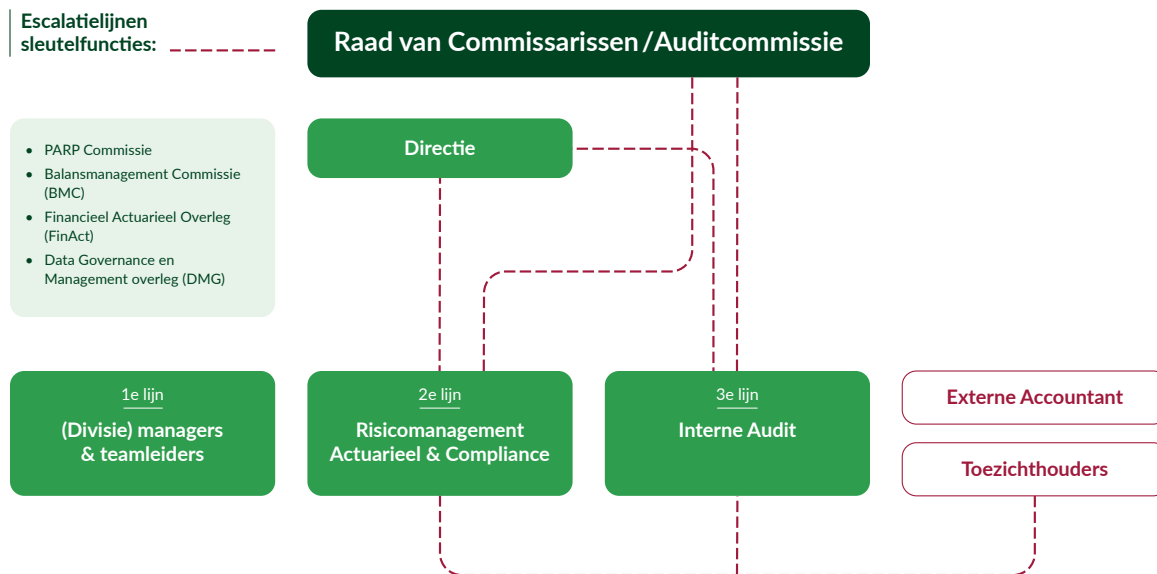 Escalatielijnen
sleutelfuncties:
Raad van Commissarissen/Auditcommissie
• PARP Commissie
• Balansmanagement Commissie
(BMC)
• Financieel Actuarieel Overleg
(FinAct)
• Data Governance en
Management overleg (DMG)
Directie
1e lijn
(Divisie) managers
& teamleiders
2e lijn
Risicomanagement
Actuarieel & Compliance
3e lijn
Interne Audit
Externe Accountant
Toezichthouders